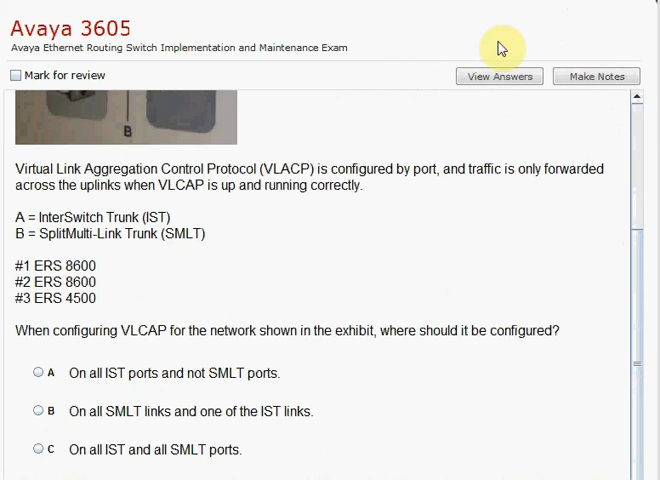 Avaya 3605
Avaya Ethernet Routing Switch Implementation and Maintenance Exam
Mark for review
View Answers
Make Notes
B
Virtual Link Aggregation Control Protocol (VLACP) is configured by port, and traffic is only forwarded
across the uplinks when VLCAP is up and running correctly.
A = InterSwitch Trunk (IST)
B = SplitMulti-Link Trunk (SMLT)
#1 ERS 8600
#2 ERS 8600
#3 ERS 4500
When configuring VLCAP for the network shown in the exhibit, where should it be configured?
A On all IST ports and not SMLT ports.
B On all SMLT links and one of the IST links.
C On all IST and all SMLT ports.